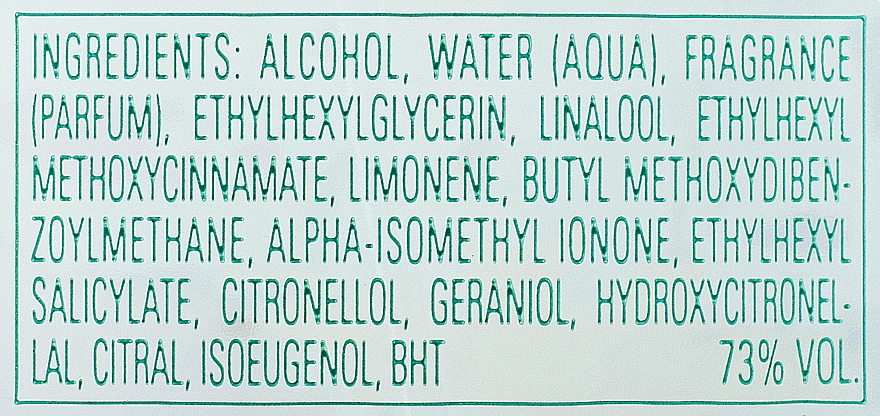 INGREDIENTS: ALCOHOL, WATER (AQUA), FRAGRANCE
(PARFUM), ETHYLHEXYLGLYCERIN, LINALOOL, ETHYLHEXYL
METHOXYCINNAMATE, LIMONENE, BUTYL METHOXYDIBEN-
ZOYLMETHANE, ALPHA-ISOMETHYL IONONE, ETHYLHEXYL
SALICYLATE, CITRONELLOL, GERANIOL, HYDROXYCITRONEL-
LAL, CITRAL, ISOEUGENOL, BHT 73% VOL.